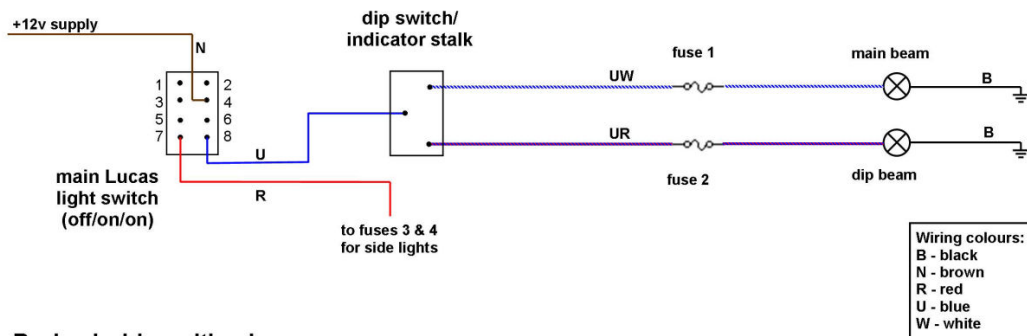 +12v supply
N
dip switch/
indicator stalk
fuse 1
main beam
UW
B
1 2
3 4
5 6
7 8
U
UR
B
main Lucas
light switch
(off/on/on)
R
fuse 2
dip beam
to fuses 3 & 4
for side lights
Wiring colours:
B - black
N - brown
R - red
U - blue
W - white